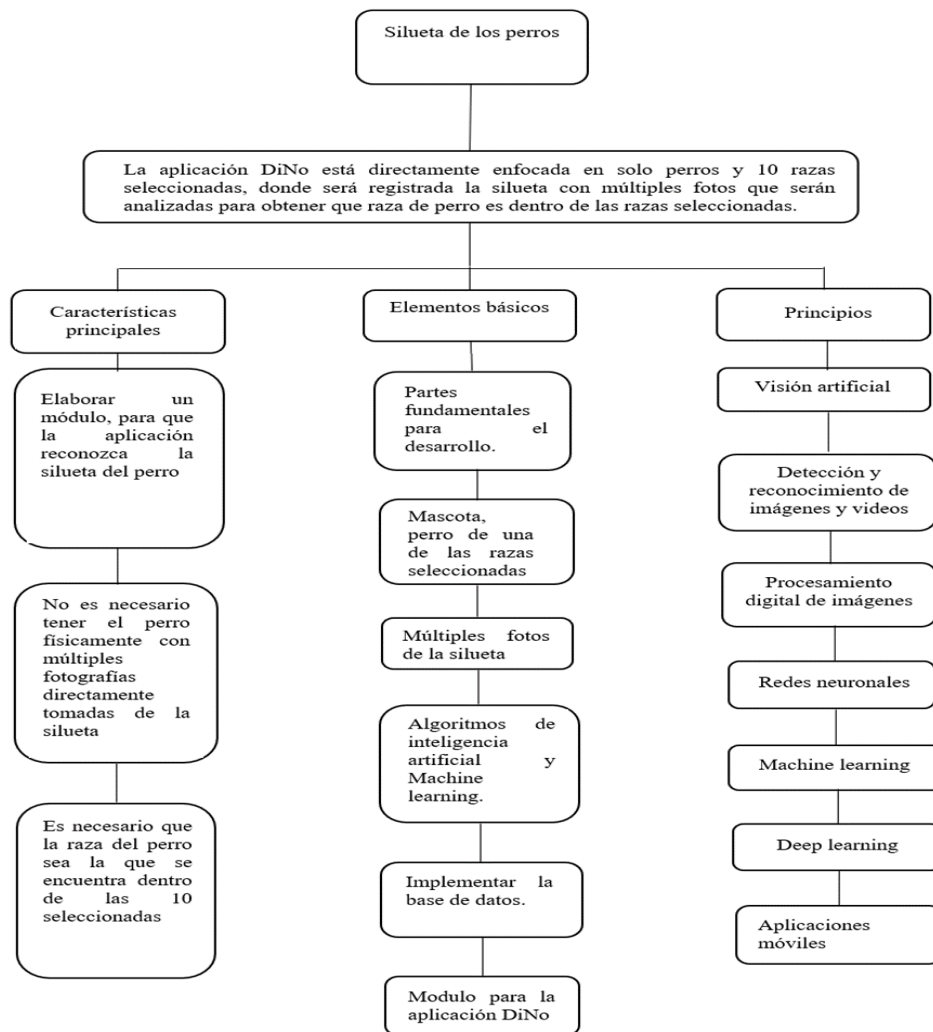 Silueta de los perros
La aplicación DiNo está directamente enfocada en solo perros y 10 razas
seleccionadas, donde será registrada la silueta con múltiples fotos que serán
analizadas para obtener que raza de perro es dentro de las razas seleccionadas.
Características
principales
Elaborar un
módulo, para que
la aplicación
reconozca la
silueta del perro
No es necesario
tener el perro
físicamente con
múltiples
fotografías
directamente
tomadas de la
silueta
Es necesario que
la raza del perro
sea la que se
encuentra dentro
de las 10
seleccionadas
Elementos básicos
Partes
fundamentales
para el
desarrollo.
Mascota,
perro de una
de las razas
seleccionadas
Múltiples fotos
de la silueta
Algoritmos de
inteligencia
artificial y
Machine
learning.
Implementar la
base de datos.
Modulo para la
aplicación DiNo
Principios
Visión artificial
Detección y
reconocimiento de
imágenes y videos
Procesamiento
digital de imágenes
Redes neuronales
Machine learning
Deep learning
Aplicaciones
móviles